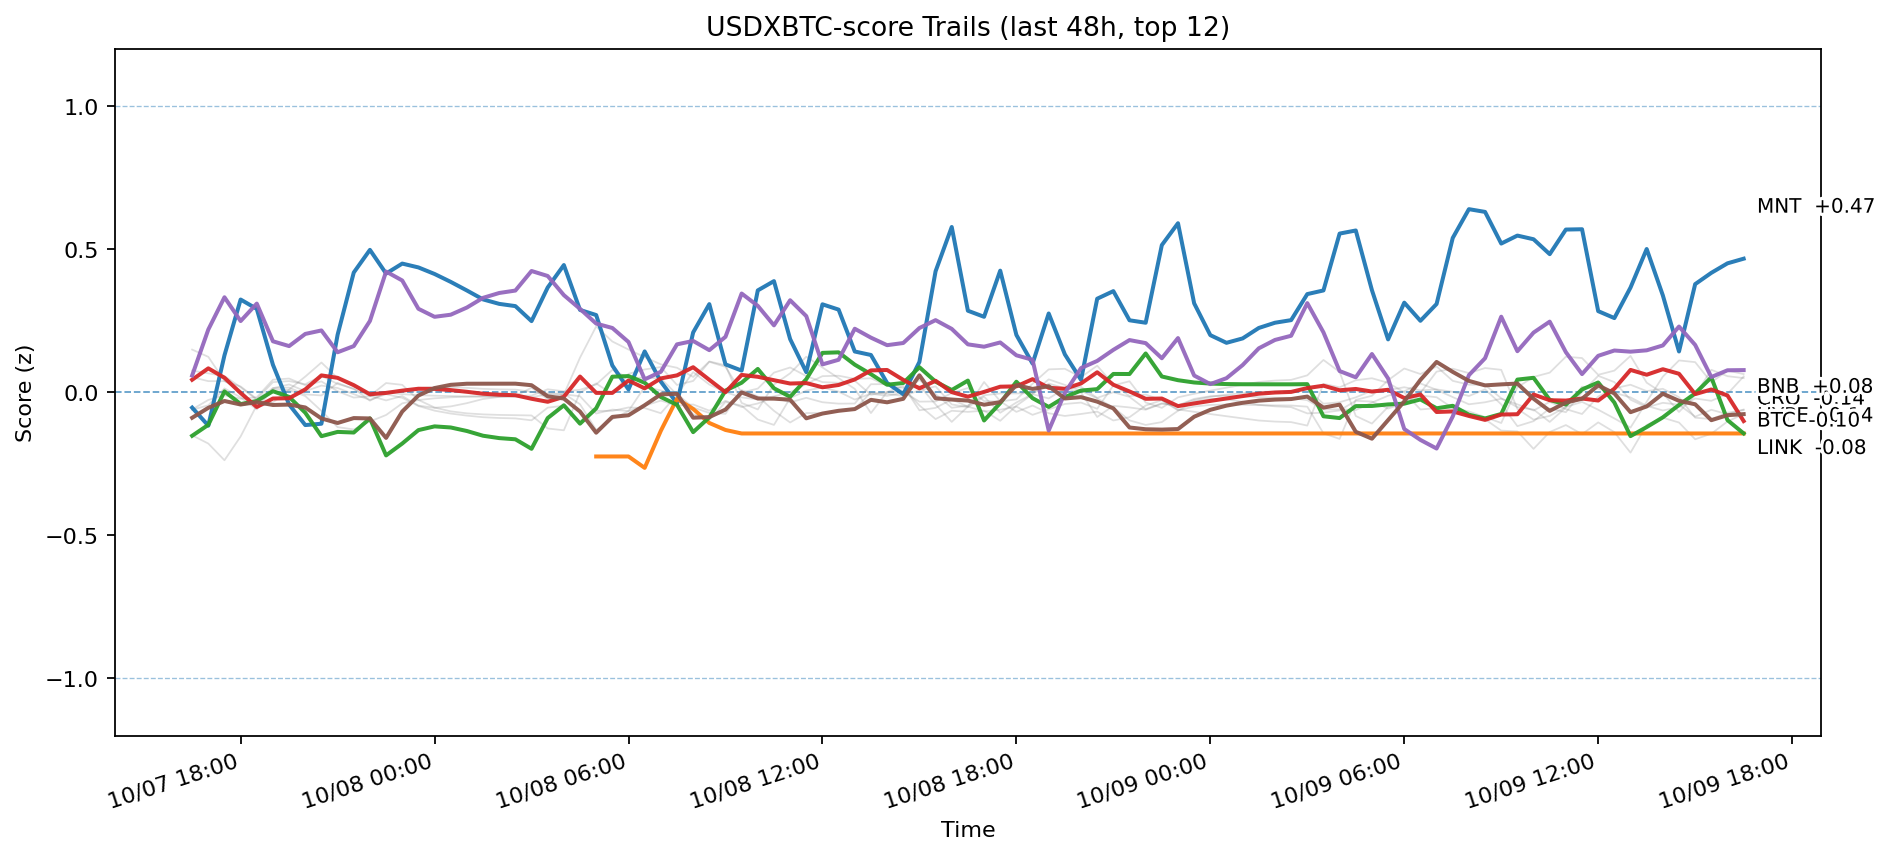 USDXBTC-score Trails (last 48h, top 12)
Score (z)
1.0
0.5
0.0
−0.5
−1.0
MNT +0.47
BNB +0.08
CRO -0.14
BTC -0.10
LINK -0.08
10/07 18:00
10/08 00:00
10/08 06:00
10/08 12:00
10/08 18:00
10/09 00:00
10/09 06:00
10/09 12:00
10/09 18:00
Time